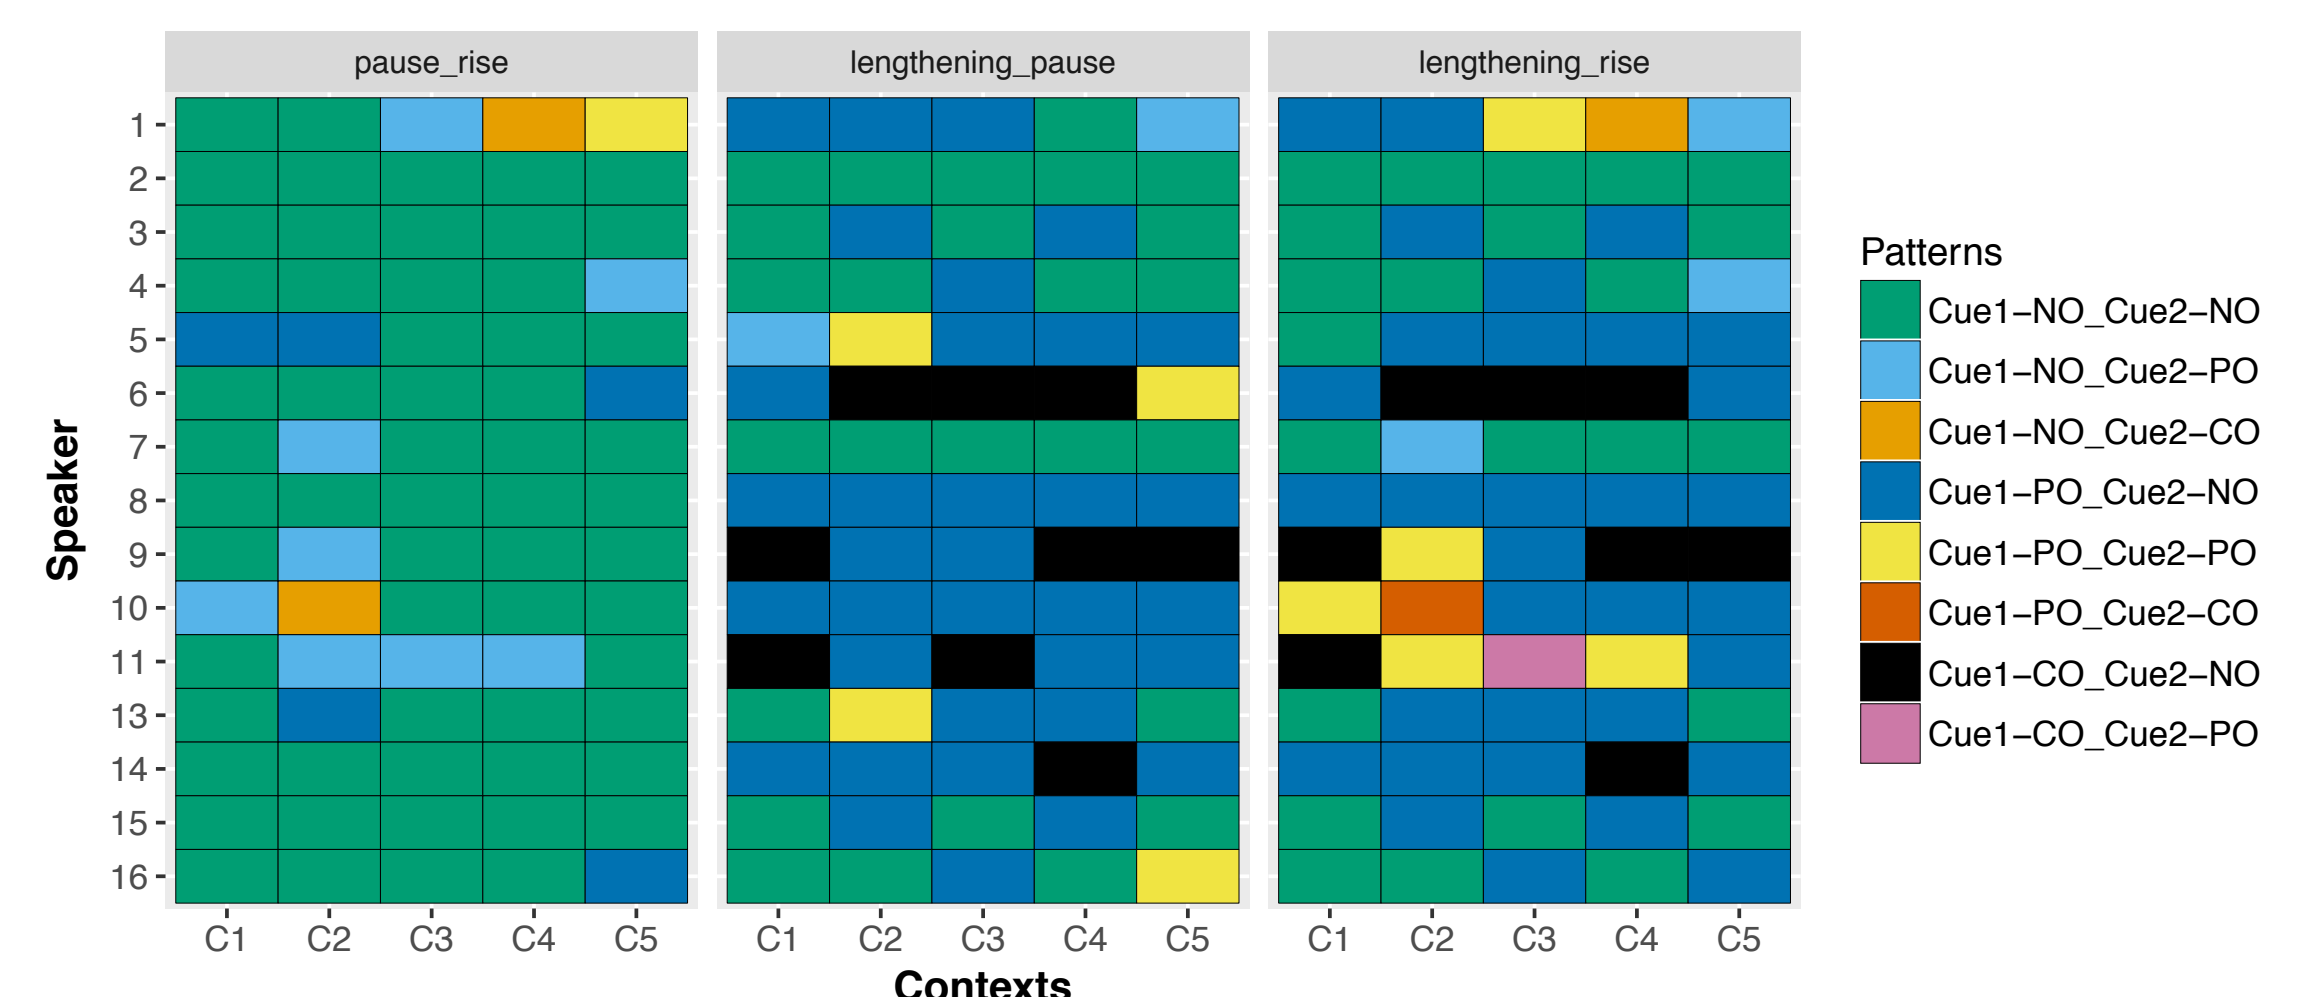 pause_rise lengthening_pause lengthening_rise
Speaker
1
2
3
4
5
6
7
8
9
10
11
13
14
15
16
C1 C2 C3 C4 C5 C1 C2 C3 C4 C5 C1 C2 C3 C4 C5
Contexts
Patterns
Cue1−NO_Cue2−NO
Cue1−NO_Cue2−PO
Cue1−NO_Cue2−CO
Cue1−PO_Cue2−NO
Cue1−PO_Cue2−PO
Cue1−PO_Cue2−CO
Cue1−CO_Cue2−NO
Cue1−CO_Cue2−PO